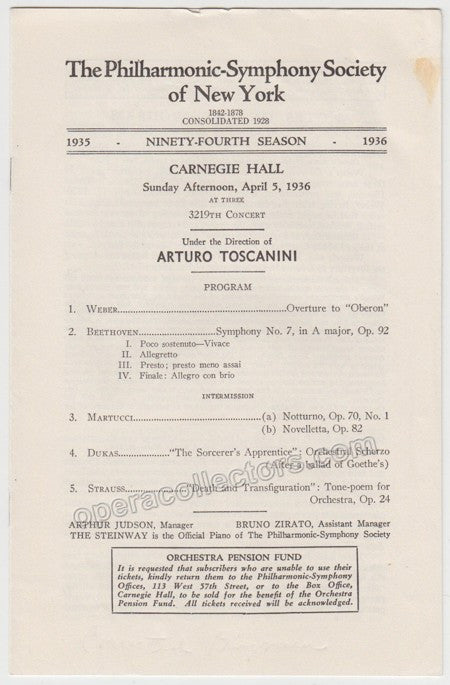 The Philharmonic-Symphony Society
of New York
1842-1878
CONSOLIDATED 1928
1935 - NINETY-FOURTH SEASON - 1936
CARNEGIE HALL
Sunday Afternoon, April 5, 1936
AT THREE
3219TH CONCERT
Under the Direction of
ARTURO TOSCANINI
PROGRAM
1. WEBER..........Overture to "Oberon"
2. BEETHOVEN..........Symphony No. 7, in A major, Op. 92
I. Poco sostenuto—Vivace
II. Allegretto
III. Presto; presto meno assai
IV. Finale: Allegro con brio
INTERMISSION
3. MARTUCCI..........(a) Notturno, Op. 70, No. 1
(b) Novelletta, Op. 82
4. DUKAS..........."The Sorcerer's Apprentice": Orchestral Scherzo
(After a ballad of Goethe's)
5. STRAUSS.........."Death and Transfiguration": Tone-poem for
Orchestra, Op. 24
operacollectors.com
ARTHUR JUDSON, Manager BRUNO ZIRATO, Assistant Manager
THE STEINWAY is the Official Piano of The Philharmonic-Symphony Society
ORCHESTRA PENSION FUND
It is requested that subscribers who are unable to use their
tickets, kindly return them to the Philharmonic-Symphony
Offices, 113 West 57th Street, or to the Box Office,
Carnegie Hall, to be sold for the benefit of the Orchestra
Pension Fund. All tickets received will be acknowledged.